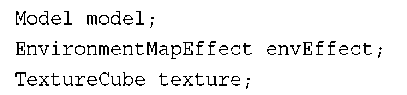 Model model;
EnvironmentMapEffect envEffect;
TextureCube texture;